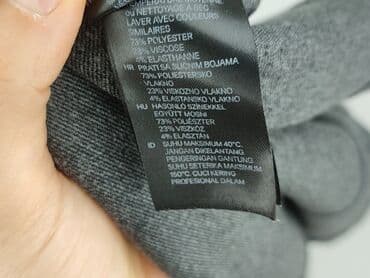 OU NETTOYAGE À SEC
LAVER AVEC COULEURS
SIMILAIRES
73% POLYESTER
23% VISCOSE
4% ELASTHANNE
HR PRATI SA SLIČNIM BOJAMA
73% POLIESTERSKO
VLAKNO
23% VISKOZNO VLAKNO
4% ELASTANSKO VLAKNO
HU HASONLÓ SZÍNEKKEL
EGYÜTT MOSNI
73% POLIÉSZTER
23% VISZKÓZ
4% ELASZTÁN
ID SUHU MAKSIMUM 40°C.
JANGAN DIKELANTANG
PENGERINGAN GANTUNG
SUHU SETERIKA MAKSIMUM
150°C. CUCI KERING
PROFESIONAL DALAM